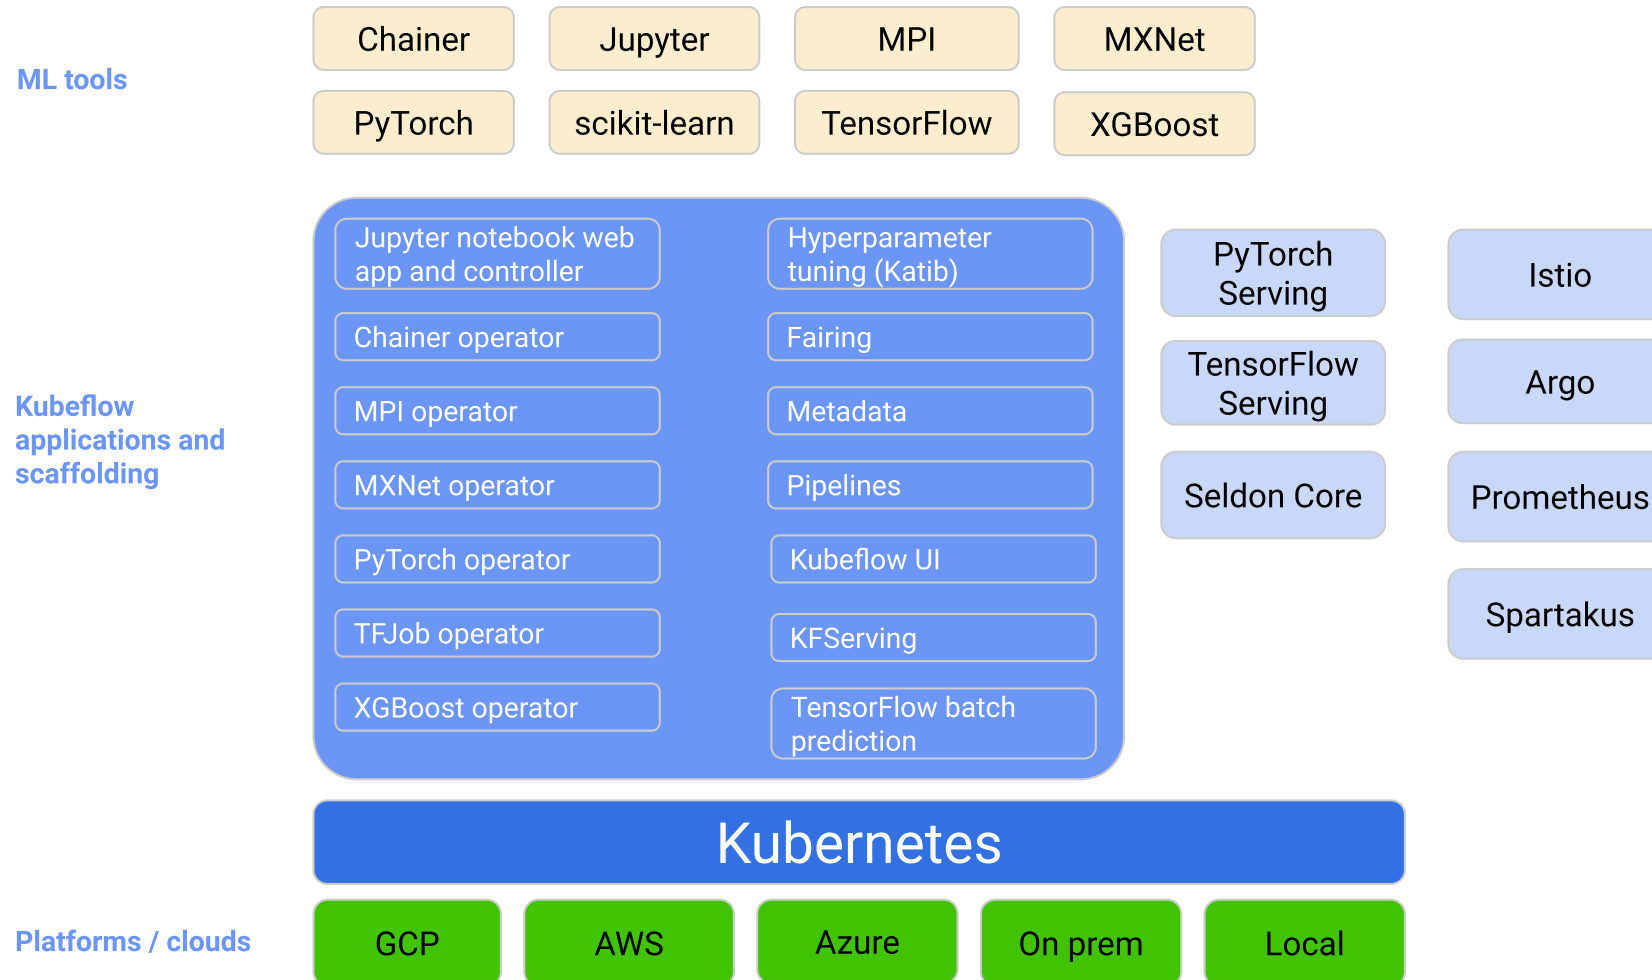 Chainer
Jupyter
MPI
MXNet
ML tools
PyTorch
scikit-learn
TensorFlow
XGBoost
Kubeflow
applications and
scaffolding
Jupyter notebook web
app and controller
Chainer operator
MPI operator
MXNet operator
PyTorch operator
TFJob operator
XGBoost operator
Hyperparameter
tuning (Katib)
Fairing
Metadata
Pipelines
Kubeflow UI
KFServing
TensorFlow batch
prediction
PyTorch
Serving
TensorFlow
Serving
Seldon Core
Istio
Argo
Prometheus
Spartakus
Kubernetes
Platforms / clouds
GCP
AWS
Azure
On prem
Local